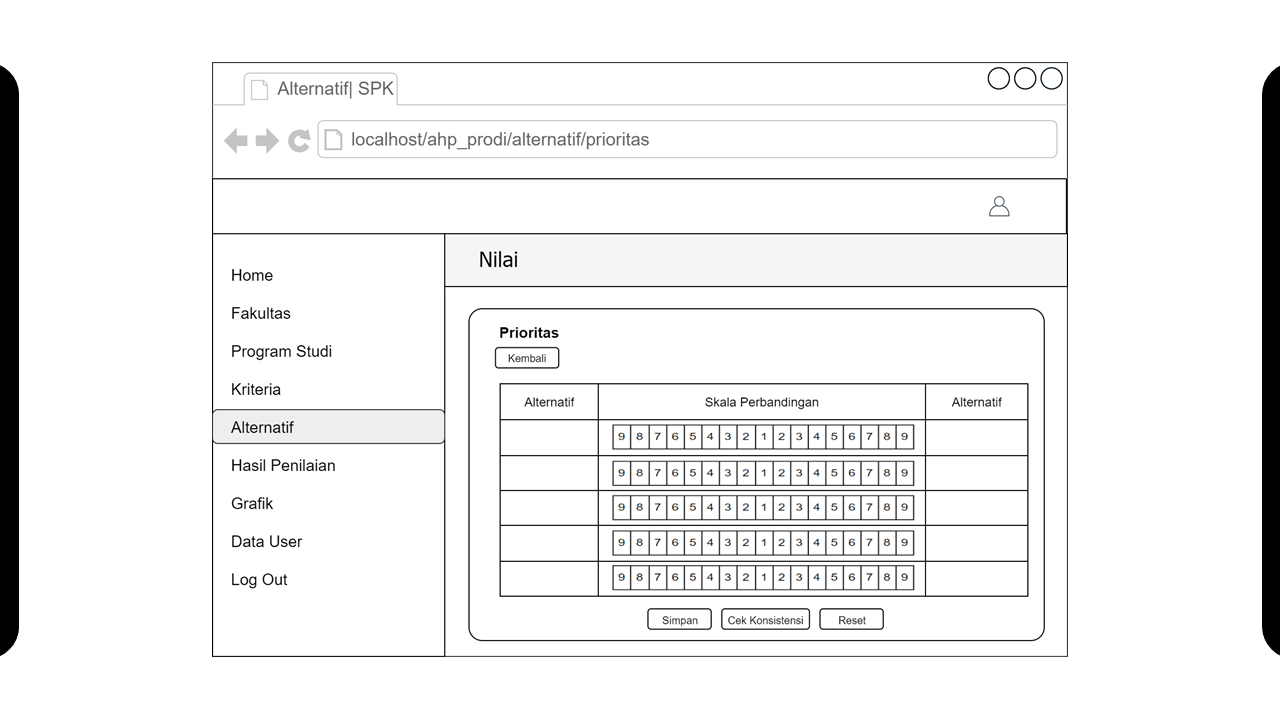 Alternatif| SPK
localhost/ahp_prodi/alternatif/prioritas
Nilai
Home
Fakultas
Program Studi
Kriteria
Alternatif
Hasil Penilaian
Grafik
Data User
Log Out
Prioritas
Kembali
Alternatif Skala Perbandingan Alternatif
9 8 7 6 5 4 3 2 1 2 3 4 5 6 7 8 9
9 8 7 6 5 4 3 2 1 2 3 4 5 6 7 8 9
9 8 7 6 5 4 3 2 1 2 3 4 5 6 7 8 9
9 8 7 6 5 4 3 2 1 2 3 4 5 6 7 8 9
9 8 7 6 5 4 3 2 1 2 3 4 5 6 7 8 9
Simpan Cek Konsistensi Reset